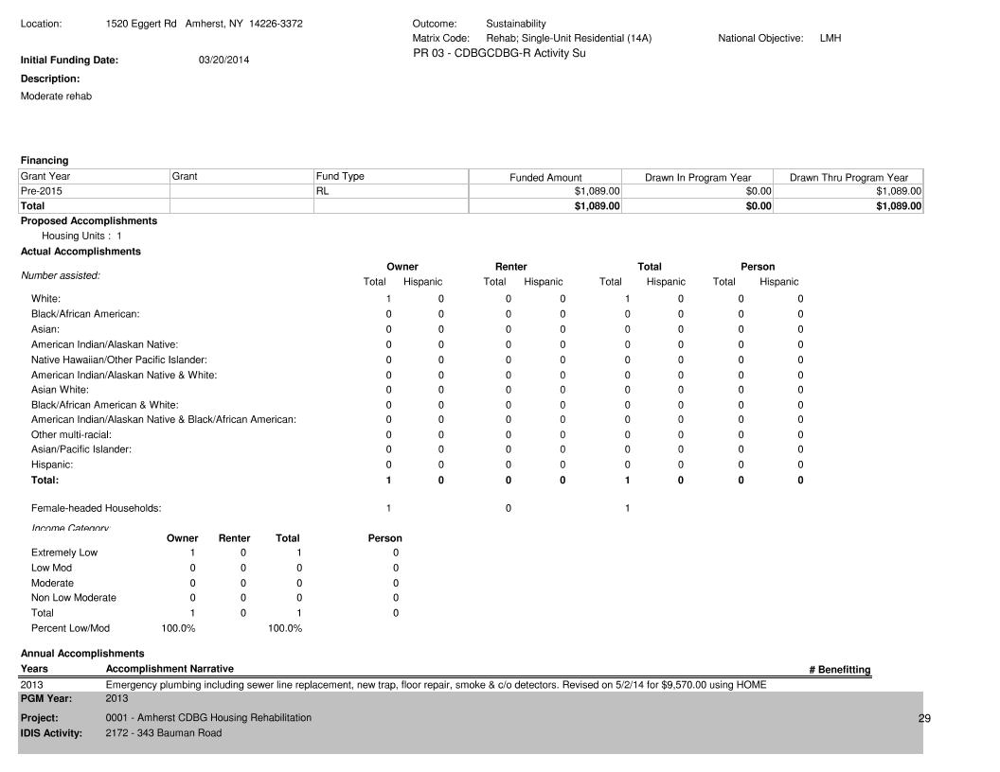 Location: 1520 Eggert Rd Amherst, NY 14226-3372 Outcome: Sustainability
Matrix Code: Rehab; Single-Unit Residential (14A) National Objective: LMH
PR 03 - CDBGCDBG-R Activity Su
Initial Funding Date: 03/20/2014
Description:
Moderate rehab
Financing
Grant Year Grant Fund Type Funded Amount Drawn In Program Year Drawn Thru Program Year
Pre-2015 RL $1,089.00 $0.00 $1,089.00
Total $1,089.00 $0.00 $1,089.00
Proposed Accomplishments
Housing Units : 1
Actual Accomplishments
Owner Renter Total Person
Number assisted:
Total Hispanic Total Hispanic Total Hispanic Total Hispanic
White: 1 0 0 0 1 0 0 0
Black/African American: 0 0 0 0 0 0 0 0
Asian: 0 0 0 0 0 0 0 0
American Indian/Alaskan Native: 0 0 0 0 0 0 0 0
Native Hawaiian/Other Pacific Islander: 0 0 0 0 0 0 0 0
American Indian/Alaskan Native & White: 0 0 0 0 0 0 0 0
Asian White: 0 0 0 0 0 0 0 0
Black/African American & White: 0 0 0 0 0 0 0 0
American Indian/Alaskan Native & Black/African American: 0 0 0 0 0 0 0 0
Other multi-racial: 0 0 0 0 0 0 0 0
Asian/Pacific Islander: 0 0 0 0 0 0 0 0
Hispanic: 0 0 0 0 0 0 0 0
Total: 1 0 0 0 1 0 0 0
Female-headed Households: 1 0 1
Income Category:
Owner Renter Total Person
Extremely Low 1 0 1 0
Low Mod 0 0 0 0
Moderate 0 0 0 0
Non Low Moderate 0 0 0 0
Total 1 0 1 0
Percent Low/Mod 100.0% 100.0%
Annual Accomplishments
Years Accomplishment Narrative # Benefitting
2013 Emergency plumbing including sewer line replacement, new trap, floor repair, smoke & c/o detectors. Revised on 5/2/14 for $9,570.00 using HOME
PGM Year: 2013
Project: 0001 - Amherst CDBG Housing Rehabilitation
29
IDIS Activity: 2172 - 343 Bauman Road